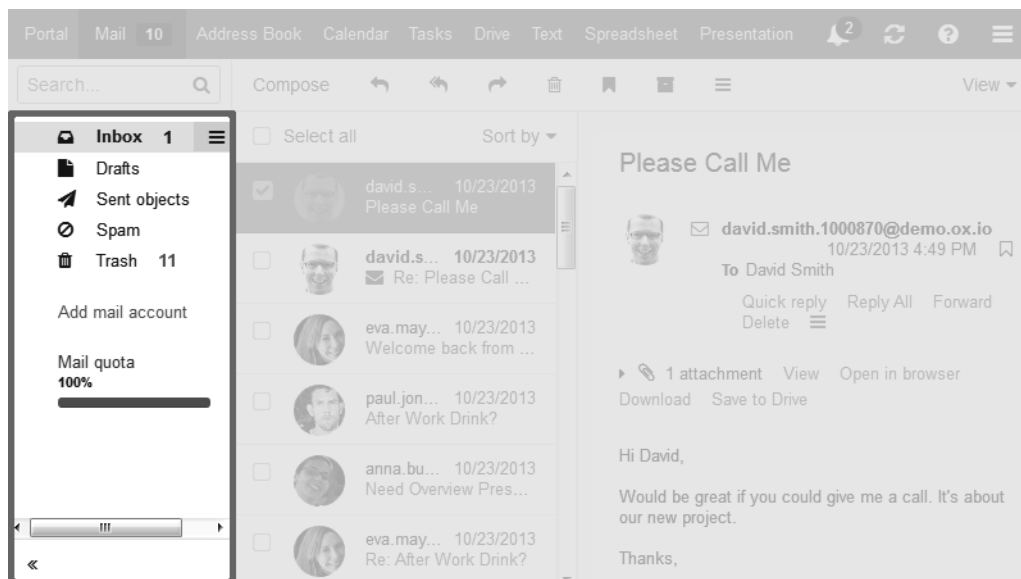 Portal Mail 10 Address Book Calendar Tasks Drive Text Spreadsheet Presentation 2
Search... Compose View
Inbox 1
Drafts
Sent objects
Spam
Trash 11
Add mail account
Mail quota
100%
Select all Sort by
david.s... 10/23/2013
Please Call Me
david.s... 10/23/2013
Re: Please Call ...
eva.may... 10/23/2013
Welcome back from ...
paul.jon... 10/23/2013
After Work Drink?
anna.bu... 10/23/2013
Need Overview Pres...
eva.may... 10/23/2013
Re: After Work Drink?
Please Call Me
david.smith.1000870@demo.ox.io
10/23/2013 4:49 PM
To David Smith
Quick reply Reply All Forward
Delete
1 attachment View Open in browser
Download Save to Drive
Hi David,
Would be great if you could give me a call. It's about
our new project.
Thanks,